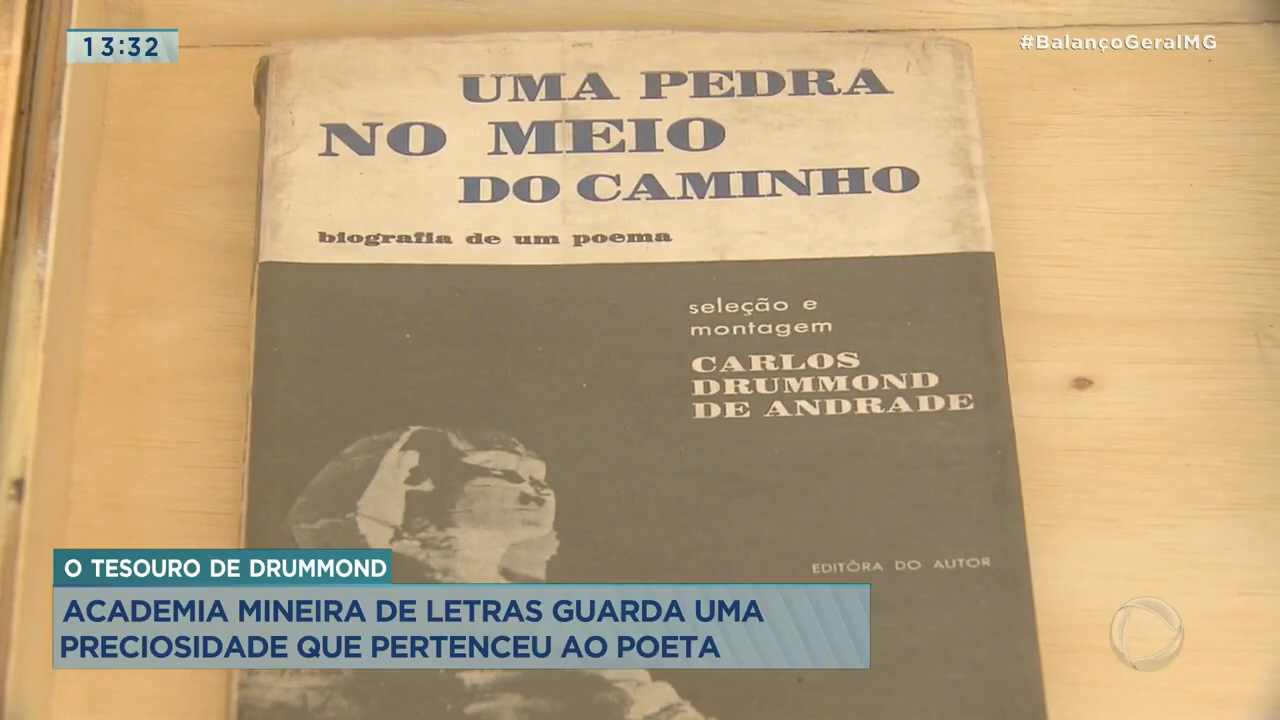 13:32
#BalançoGeralMG
UMA PEDRA
NO MEIO
DO CAMINHO
biografia de um poema
seleção e
montagem
CARLOS
DRUMMOND
DE ANDRADE
EDITÔRA DO AUTOR
O TESOURO DE DRUMMOND
ACADEMIA MINEIRA DE LETRAS GUARDA UMA
PRECIOSIDADE QUE PERTENCEU AO POETA